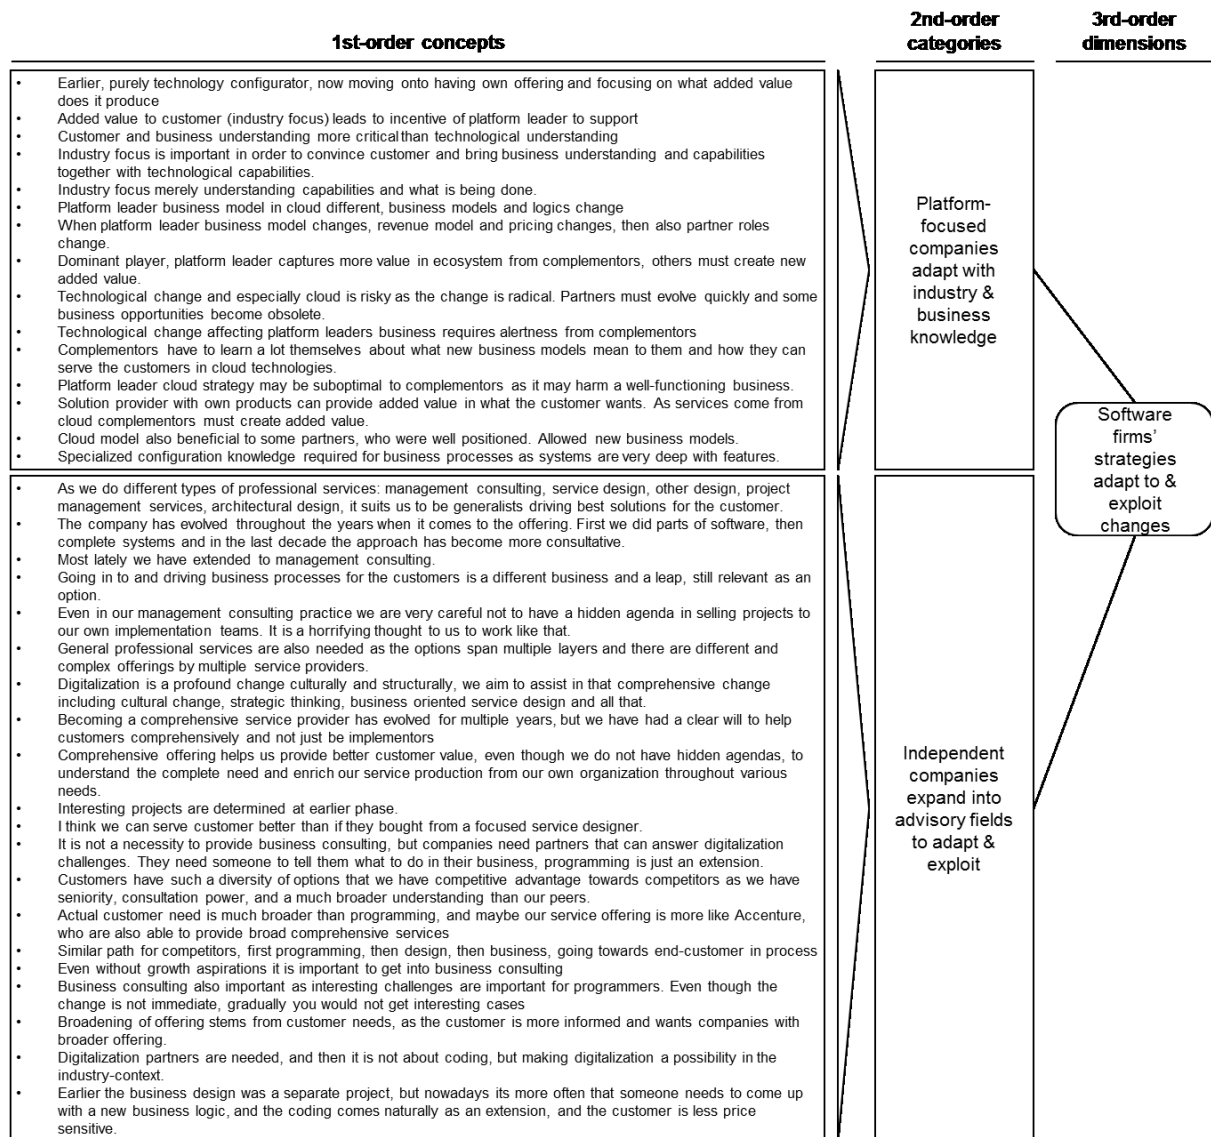 1st-order concepts
2nd-order
categories
3rd-order
dimensions
• Earlier, purely technology configurator, now moving onto having own offering and focusing on what added value
does it produce
• Added value to customer (industry focus) leads to incentive of platform leader to support
• Customer and business understanding more critical than technological understanding
• Industry focus is important in order to convince customer and bring business understanding and capabilities
together with technological capabilities.
• Industry focus merely understanding capabilities and what is being done.
• Platform leader business model in cloud different, business models and logics change
• When platform leader business model changes, revenue model and pricing changes, then also partner roles
change.
• Dominant player, platform leader captures more value in ecosystem from complementors, others must create new
added value.
• Technological change and especially cloud is risky as the change is radical. Partners must evolve quickly and some
business opportunities become obsolete.
• Technological change affecting platform leaders business requires alertness from complementors
• Complementors have to learn a lot themselves about what new business models mean to them and how they can
serve the customers in cloud technologies.
• Platform leader cloud strategy may be suboptimal to complementors as it may harm a well-functioning business.
• Solution provider with own products can provide added value in what the customer wants. As services come from
cloud complementors must create added value.
• Cloud model also beneficial to some partners, who were well positioned. Allowed new business models.
• Specialized configuration knowledge required for business processes as systems are very deep with features.
Platform-
focused
companies
adapt with
industry &
business
knowledge
• As we do different types of professional services: management consulting, service design, other design, project
management services, architectural design, it suits us to be generalists driving best solutions for the customer.
• The company has evolved throughout the years when it comes to the offering. First we did parts of software, then
complete systems and in the last decade the approach has become more consultative.
• Most lately we have extended to management consulting.
• Going in to and driving business processes for the customers is a different business and a leap, still relevant as an
option.
• Even in our management consulting practice we are very careful not to have a hidden agenda in selling projects to
our own implementation teams. It is a horrifying thought to us to work like that.
• General professional services are also needed as the options span multiple layers and there are different and
complex offerings by multiple service providers.
• Digitalization is a profound change culturally and structurally, we aim to assist in that comprehensive change
including cultural change, strategic thinking, business oriented service design and all that.
• Becoming a comprehensive service provider has evolved for multiple years, but we have had a clear will to help
customers comprehensively and not just be implementors
• Comprehensive offering helps us provide better customer value, even though we do not have hidden agendas, to
understand the complete need and enrich our service production from our own organization throughout various
needs.
• Interesting projects are determined at earlier phase.
• I think we can serve customer better than if they bought from a focused service designer.
• It is not a necessity to provide business consulting, but companies need partners that can answer digitalization
challenges. They need someone to tell them what to do in their business, programming is just an extension.
• Customers have such a diversity of options that we have competitive advantage towards competitors as we have
seniority, consultation power, and a much broader understanding than our peers.
• Actual customer need is much broader than programming, and maybe our service offering is more like Accenture,
who are also able to provide broad comprehensive services
• Similar path for competitors, first programming, then design, then business, going towards end-customer in process
• Even without growth aspirations it is important to get into business consulting
• Business consulting also important as interesting challenges are important for programmers. Even though the
change is not immediate, gradually you would not get interesting cases
• Broadening of offering stems from customer needs, as the customer is more informed and wants companies with
broader offering.
• Digitalization partners are needed, and then it is not about coding, but making digitalization a possibility in the
industry-context.
• Earlier the business design was a separate project, but nowadays its more often that someone needs to come up
with a new business logic, and the coding comes naturally as an extension, and the customer is less price
sensitive.
Independent
companies
expand into
advisory fields
to adapt &
exploit
Software
firms'
strategies
adapt to &
exploit
changes